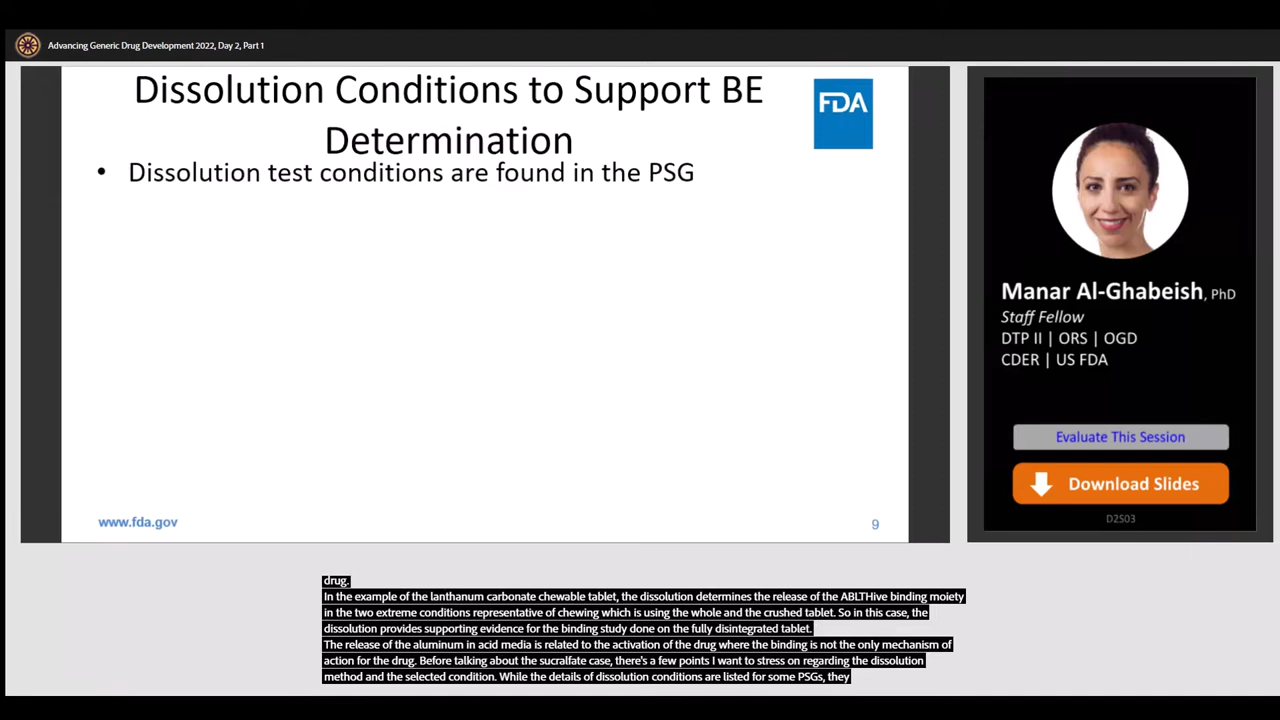 Advancing Generic Drug Development 2022, Day 2, Part 1
Dissolution Conditions to Support BE
Determination
FDA
• Dissolution test conditions are found in the PSG
www.fda.gov
9
Manar Al-Ghabeish, PhD
Staff Fellow
DTP II | ORS | OGD
CDER | US FDA
Evaluate This Session
Download Slides
D2S03
drug.
In the example of the lanthanum carbonate chewable tablet, the dissolution determines the release of the ABLTHive binding moiety
in the two extreme conditions representative of chewing which is using the whole and the crushed tablet. So in this case, the
dissolution provides supporting evidence for the binding study done on the fully disintegrated tablet.
The release of the aluminum in acid media is related to the activation of the drug where the binding is not the only mechanism of
action for the drug. Before talking about the sucralfate case, there's a few points I want to stress on regarding the dissolution
method and the selected condition. While the details of dissolution conditions are listed for some PSGs, they